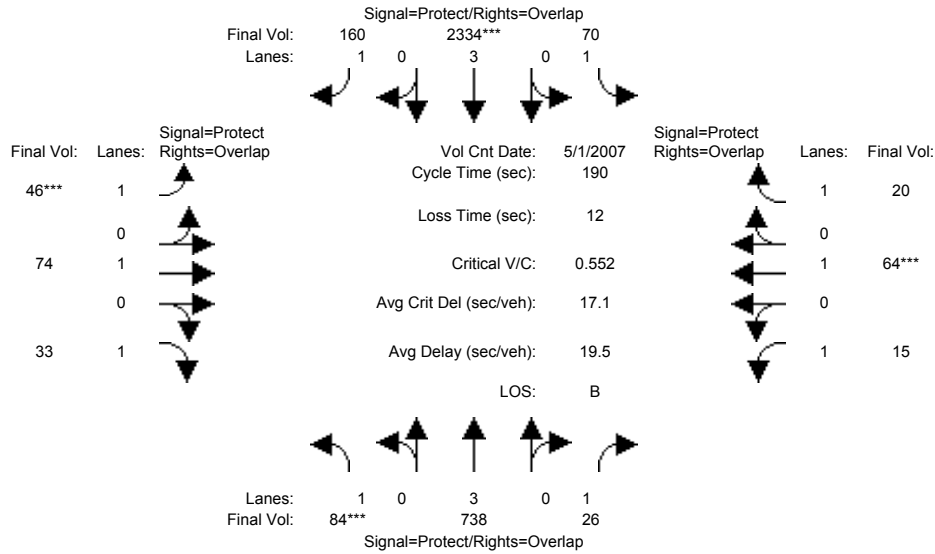 Signal=Protect/Rights=Overlap
Final Vol: 160 2334*** 70
Lanes: 1 0 3 0 1
Signal=Protect
Final Vol: Lanes: Rights=Overlap
Vol Cnt Date: 5/1/2007
Signal=Protect
Rights=Overlap Lanes: Final Vol:
Cycle Time (sec): 190
46*** 1
1 20
Loss Time (sec): 12
0
0
74 1
Critical V/C: 0.552
1 64***
0
Avg Crit Del (sec/veh): 17.1
0
33 1
Avg Delay (sec/veh): 19.5
1 15
LOS: B
Lanes: 1 0 3 0 1
Final Vol: 84*** 738 26
Signal=Protect/Rights=Overlap